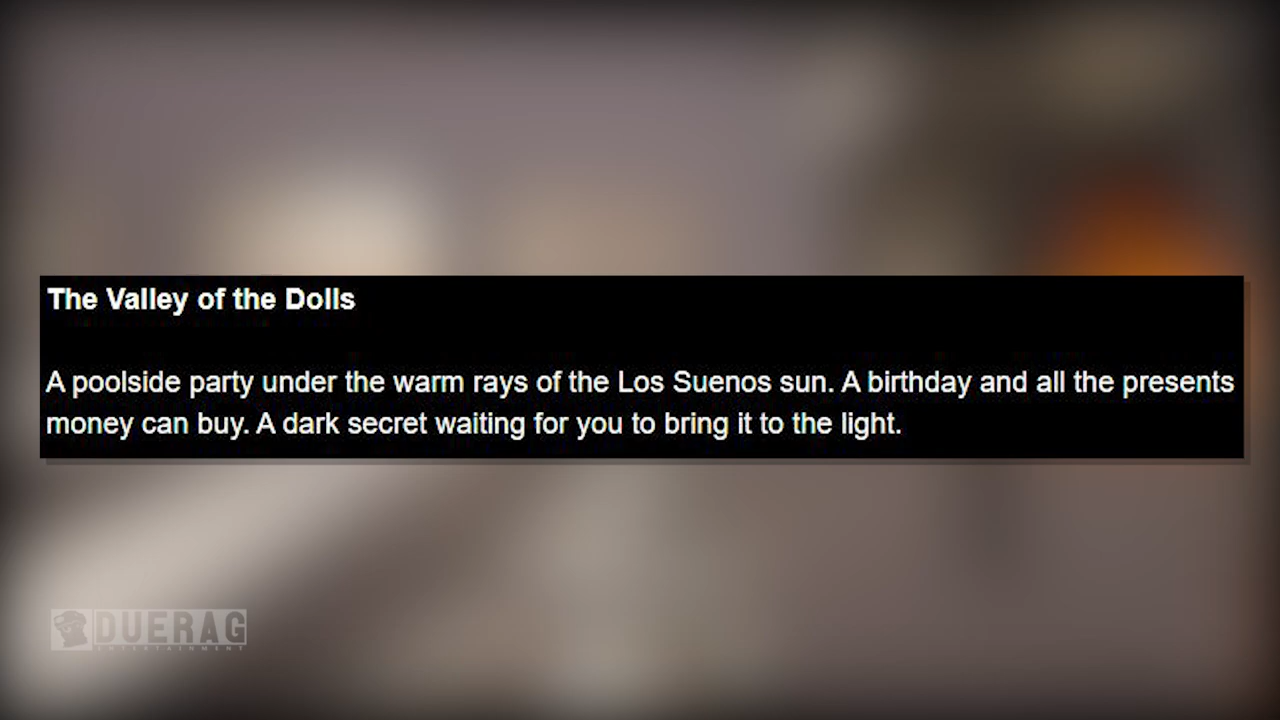 The Valley of the Dolls
A poolside party under the warm rays of the Los Suenos sun. A birthday and all the presents
money can buy. A dark secret waiting for you to bring it to the light.
DUERAG
ENTERTAINMENT